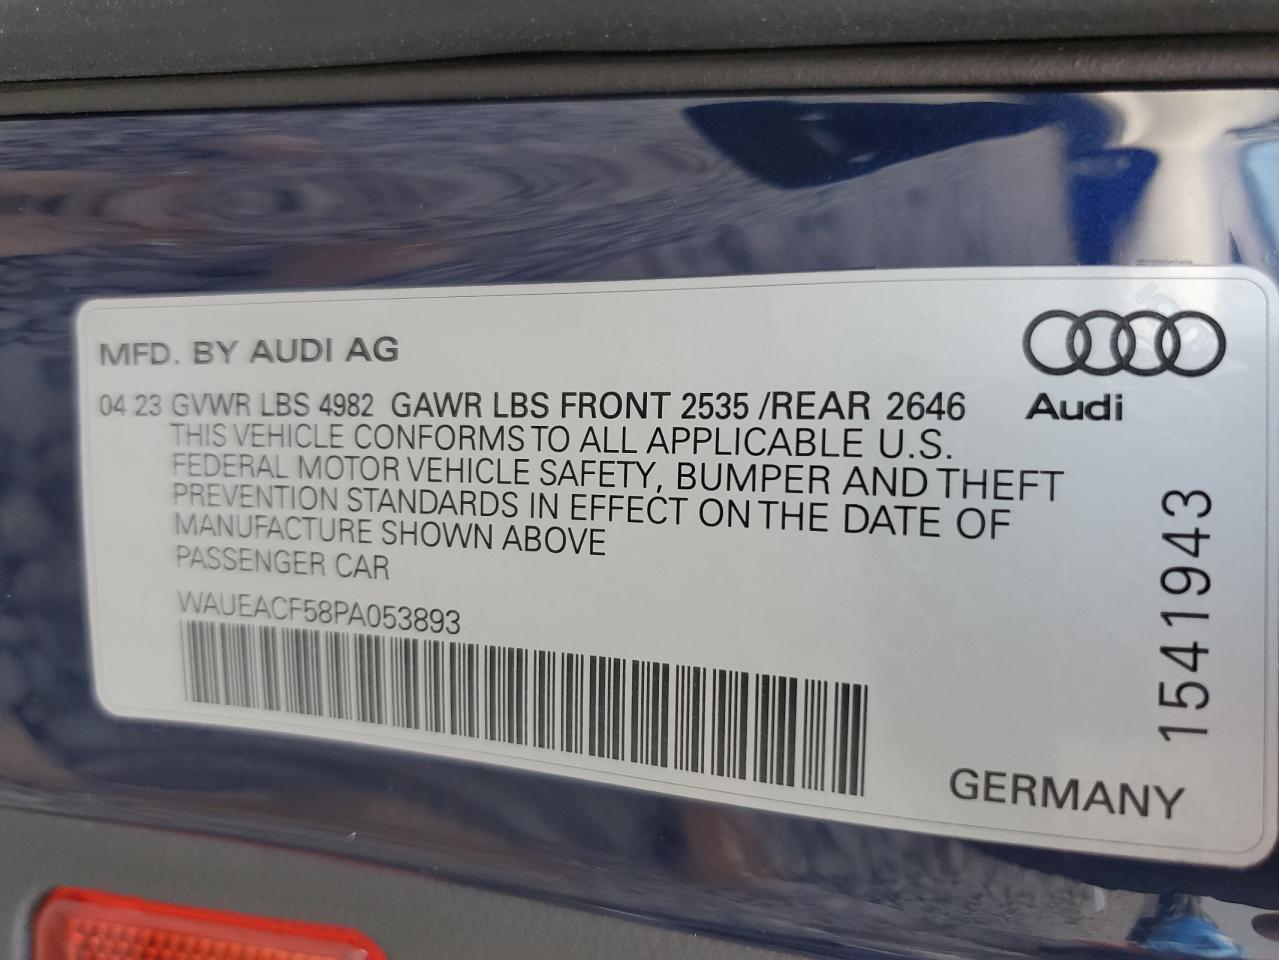 MFD. BY AUDI AG
Audi
04 23 GVWR LBS 4982 GAWR LBS FRONT 2535 /REAR 2646
THIS VEHICLE CONFORMS TO ALL APPLICABLE U.S.
FEDERAL MOTOR VEHICLE SAFETY, BUMPER AND THEFT
PREVENTION STANDARDS IN EFFECT ON THE DATE OF
MANUFACTURE SHOWN ABOVE
PASSENGER CAR
WAUEACF58PA053893
1541943
GERMANY